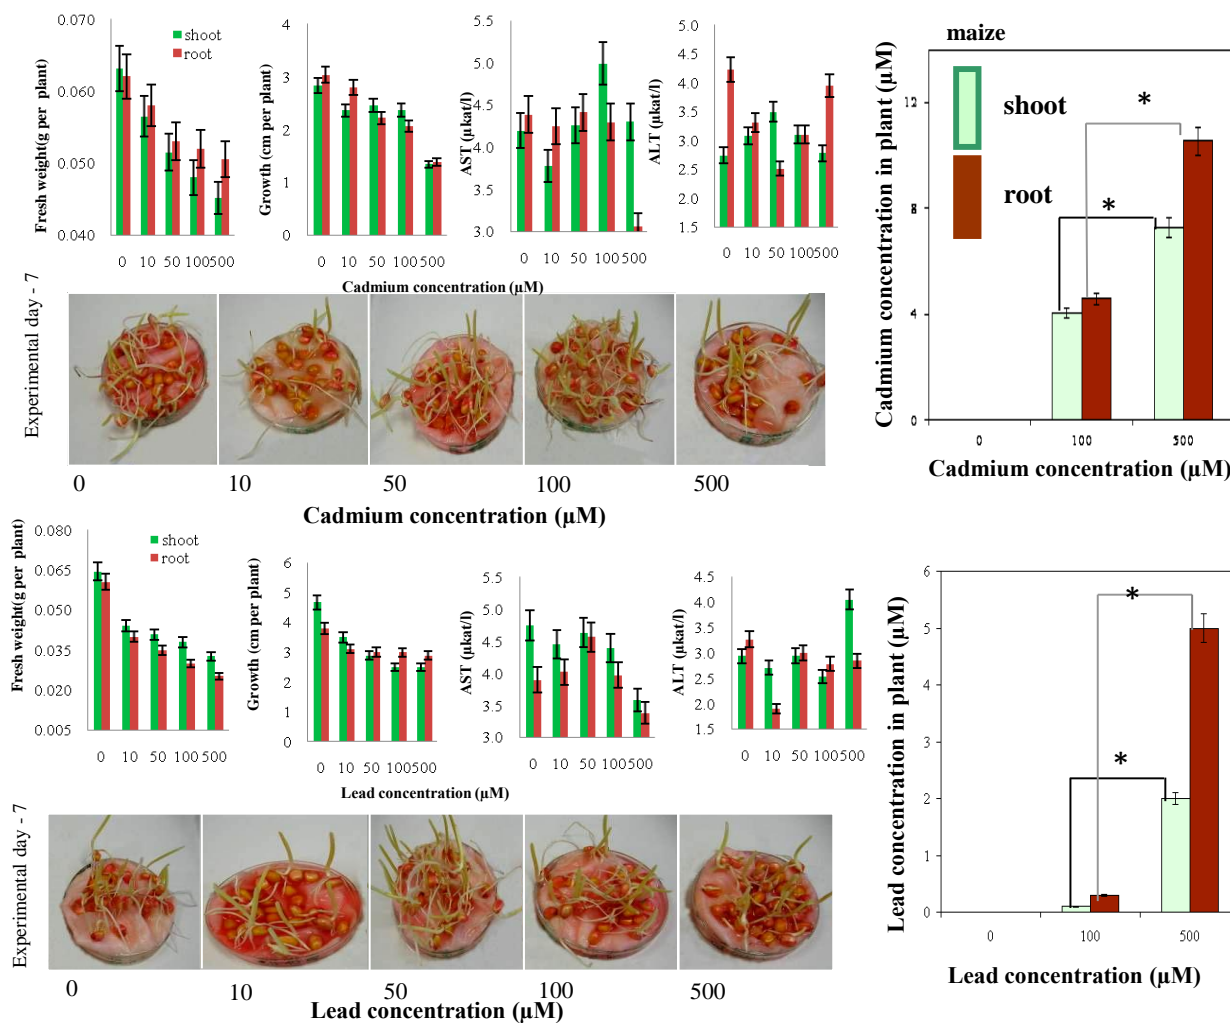 Fresh weight(g per plant)
0.070
0.060
0.050
0.040
shoot
root
0 10 50 100 500
Growth (cm per plant)
4
3
2
1
0
0 10 50 100 500
AST (µkat/l)
5.5
5.0
4.5
4.0
3.5
3.0
0 10 50 100 500
ALT (µkat/l)
5.0
4.5
4.0
3.5
3.0
2.5
2.0
1.5
0 10 50 100 500
Cadmium concentration (µM)
maize
shoot
root
*
*
Cadmium concentration in plant (µM)
12
8
4
0
0 100 500
Cadmium concentration (µM)
Experimental day - 7
0 10 50 100 500
Cadmium concentration (µM)
Fresh weight(g per plant)
0.080
0.065
0.050
0.035
0.020
0.005
shoot
root
0 10 50 100 500
Growth (cm per plant)
6
5
4
3
2
1
0
0 10 50 100 500
AST (µkat/l)
5.5
5.0
4.5
4.0
3.5
3.0
0 10 50 100 500
ALT (µkat/l)
4.5
4.0
3.5
3.0
2.5
2.0
1.5
0 10 50 100 500
Lead concentration (µM)
Lead concentration in plant (µM)
6
5
4
3
2
1
0
*
*
0 100 500
Lead concentration (µM)
Experimental day - 7
0 10 50 100 500
Lead concentration (µM)